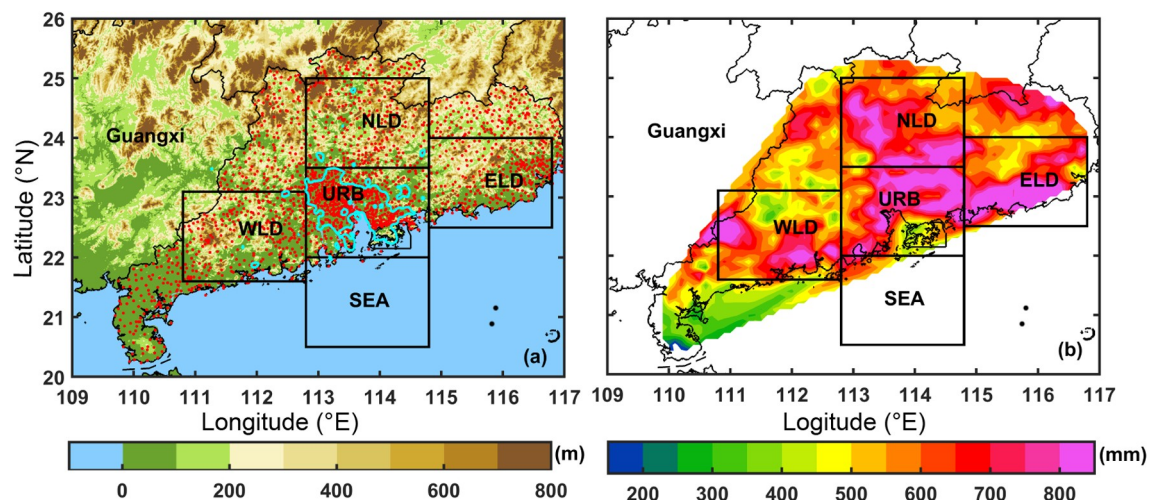 26
25
24
23
22
21
20
Latitude (°N)
Guangxi
NLD
URB
ELD
WLD
SEA
(a)
109 110 111 112 113 114 115 116 117
Longitude (°E)
0 200 400 600 800
(m)
Guangxi
NLD
URB
ELD
WLD
SEA
(b)
109 110 111 112 113 114 115 116 117
Logitude (°E)
200 300 400 500 600 700 800
(mm)